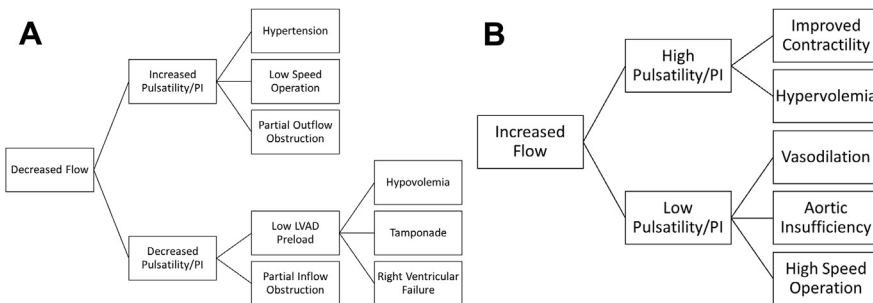 A
Decreased Flow
Increased
Pulsatility/PI
Hypertension
Low Speed
Operation
Partial Outflow
Obstruction
Decreased
Pulsatility/PI
Low LVAD
Preload
Hypovolemia
Tamponade
Right Ventricular
Failure
Partial Inflow
Obstruction
B
Increased
Flow
High
Pulsatility/PI
Improved
Contractility
Hypervolemia
Low
Pulsatility/PI
Vasodilation
Aortic
Insufficiency
High Speed
Operation